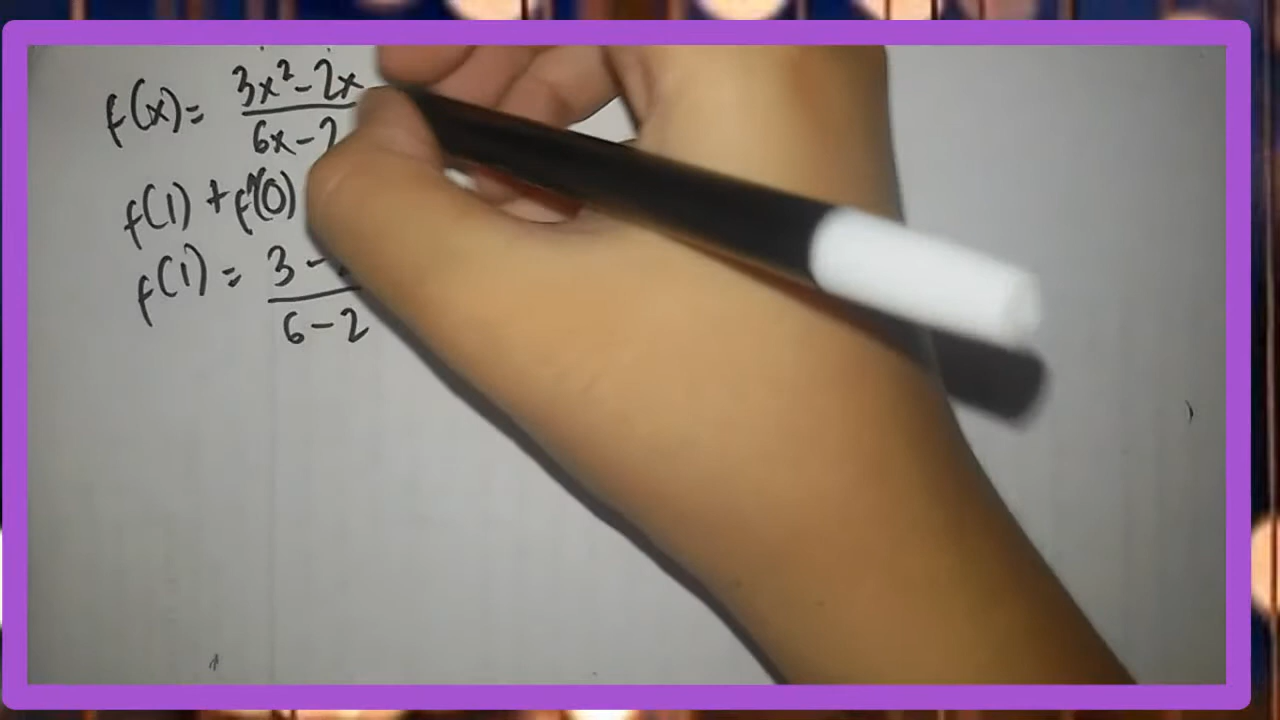 f(x) = 3x² - 2x / 6x - 2
f(1) + f'(0)
f(1) = 3 - / 6 - 2